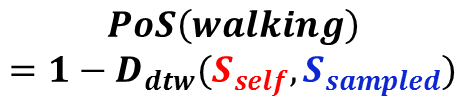 PoS(walking)
= 1 − D_dtw(S_self, S_sampled)